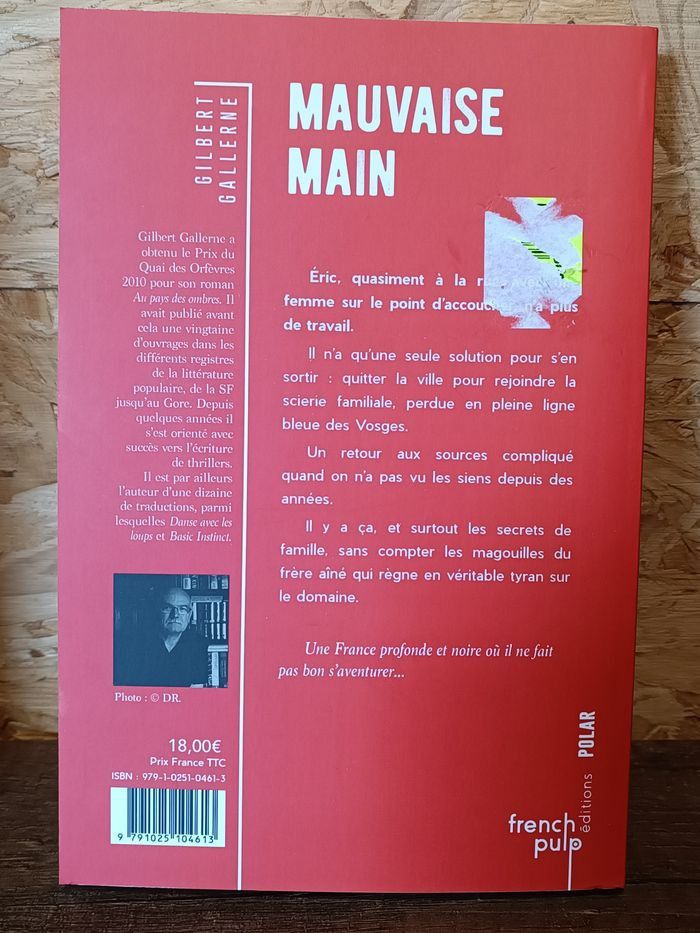 GILBERT
GALLERNE
Gilbert Gallerne a
obtenu le Prix du
Quai des Orfèvres
2010 pour son roman
Au pays des ombres. Il
avait publié avant
cela une vingtaine
d'ouvrages dans les
différents registres
de la littérature
populaire, de la SF
jusqu'au Gore. Depuis
quelques années il
s'est orienté avec
succès vers l'écriture
de thrillers.
Il est par ailleurs
l'auteur d'une dizaine
de traductions, parmi
lesquelles Danse avec les
loups et Basic Instinct.
Photo : © DR.
18,00€
Prix France TTC
ISBN : 979-1-0251-0461-3
9 791025 104613
MAUVAISE
MAIN
Éric, quasiment à la
femme sur le point d'accoucher, n'a plus
de travail.
Il n'a qu'une seule solution pour s'en
sortir : quitter la ville pour rejoindre la
scierie familiale, perdue en pleine ligne
bleue des Vosges.
Un retour aux sources compliqué
quand on n'a pas vu les siens depuis des
années.
Il y a ça, et surtout les secrets de
famille, sans compter les magouilles du
frère aîné qui règne en véritable tyran sur
le domaine.
Une France profonde et noire où il ne fait
pas bon s'aventurer...
french
pulp
éditions POLAR